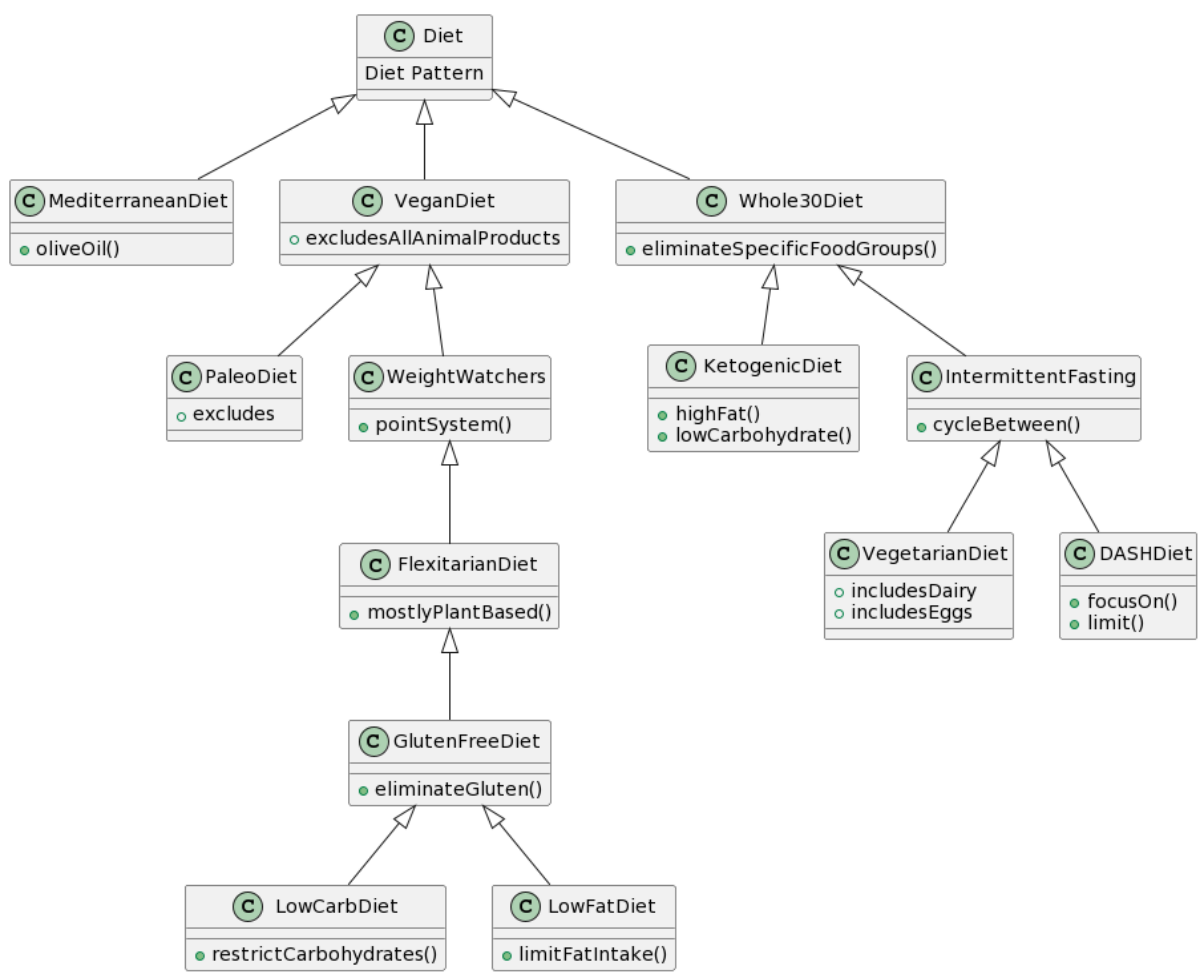 C Diet
Diet Pattern
C MediterraneanDiet
oliveOil()
C VeganDiet
excludesAllAnimalProducts
C Whole30Diet
eliminateSpecificFoodGroups()
C PaleoDiet
excludes
C WeightWatchers
pointSystem()
C KetogenicDiet
highFat()
lowCarbohydrate()
C IntermittentFasting
cycleBetween()
C FlexitarianDiet
mostlyPlantBased()
C VegetarianDiet
includesDairy
includesEggs
C DASHDiet
focusOn()
limit()
C GlutenFreeDiet
eliminateGluten()
C LowCarbDiet
restrictCarbohydrates()
C LowFatDiet
limitFatIntake()